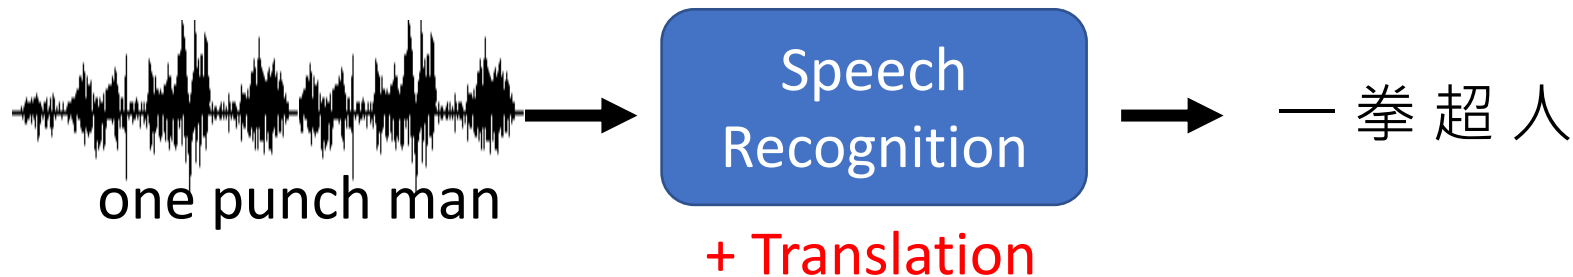 one punch man
Speech
Recognition
+ Translation
一 拳 超 人